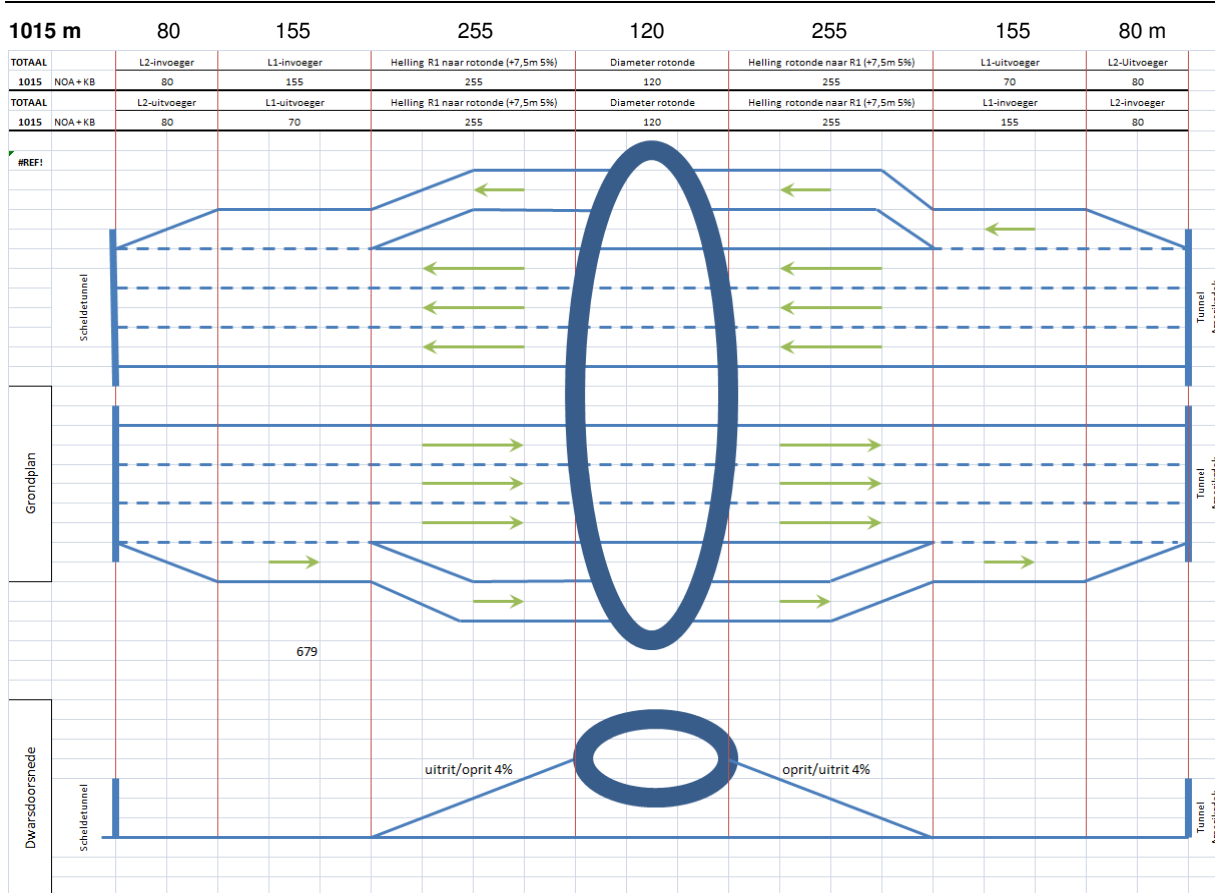 1015 m 80 155 255 120 255 155 80 m
TOTAAL L2-invoeger L1-invoeger Helling R1 naar rotonde (+7,5m 5%) Diameter rotonde Helling rotonde naar R1 (+7,5m 5%) L1-uitvoeger L2-Uitvoeger
1015 NOA + KB 80 155 255 120 255 70 80
TOTAAL L2-uitvoeger L1-uitvoeger Helling R1 naar rotonde (+7,5m 5%) Diameter rotonde Helling rotonde naar R1 (+7,5m 5%) L1-invoeger L2-invoeger
1015 NOA + KB 80 70 255 120 255 155 80
#REF!
Scheldetunnel
Tunnel
Grondplan
Tunnel
679
Dwarsdoorsnede
Scheldetunnel
uitrit/oprit 4%
oprit/uitrit 4%
Tunnel